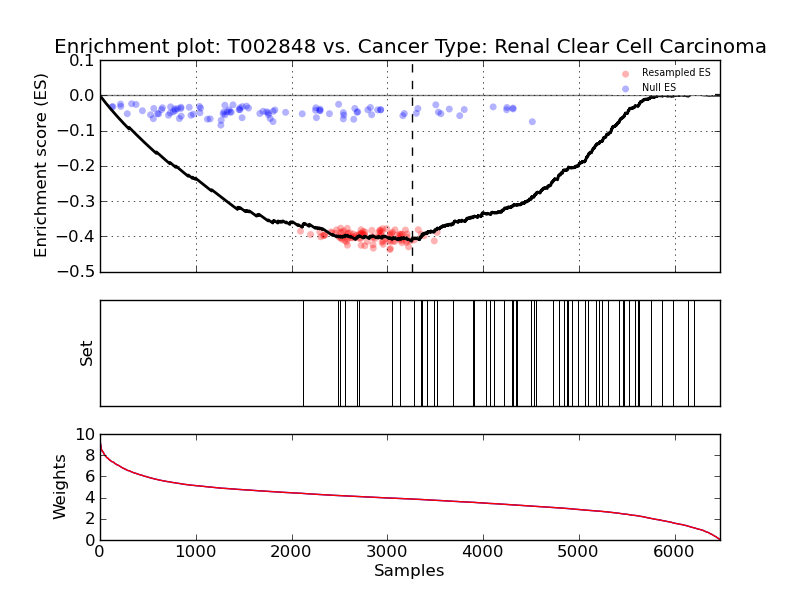 Enrichment plot: T002848 vs. Cancer Type: Renal Clear Cell Carcinoma
Enrichment score (ES)
0.1
0.0
−0.1
−0.2
−0.3
−0.4
−0.5
Resampled ES
Null ES
Set
Weights
10
8
6
4
2
0
0
1000
2000
3000
4000
5000
6000
Samples